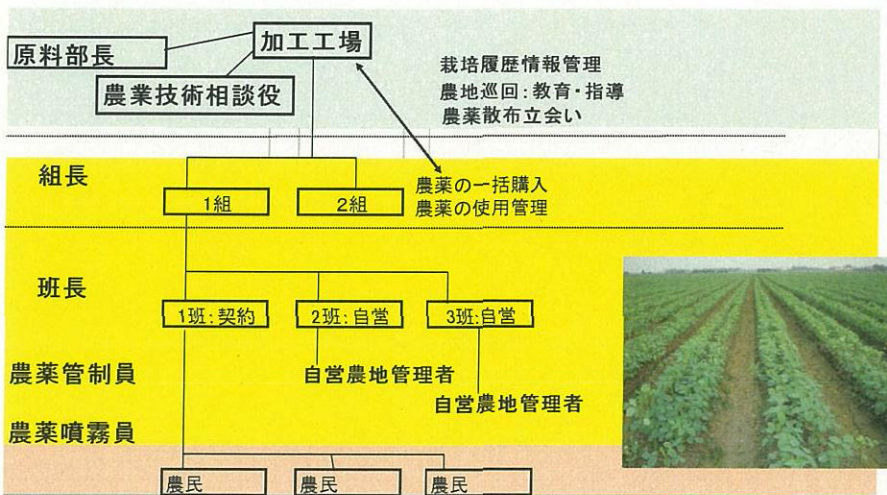 原料部長
加工工場
農業技術相談役
栽培履歴情報管理
農地巡回:教育・指導
農薬散布立会い
組長
1組
2組
農薬の一括購入
農薬の使用管理
班長
1班:契約
2班:自営
3班:自営
農薬管制員
自営農地管理者
自営農地管理者
農薬噴霧員
農民
農民
農民